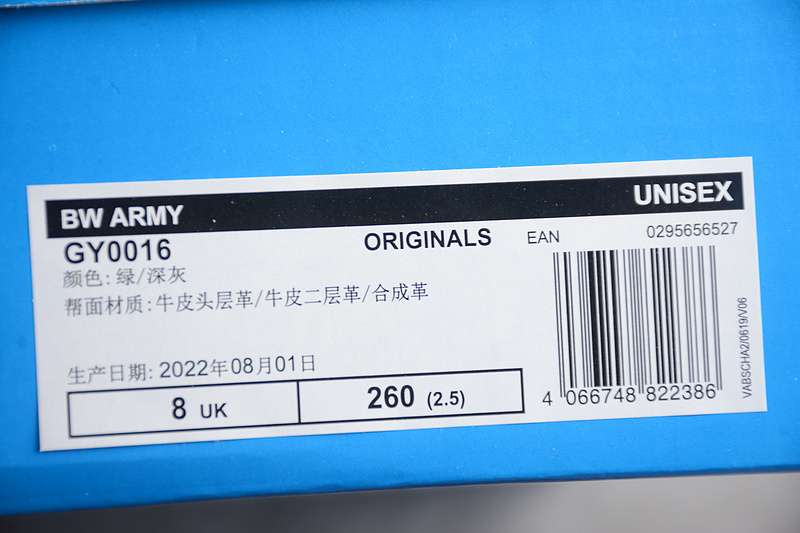 BW ARMY
UNISEX
GY0016
ORIGINALS
EAN
0295656527
颜色: 绿/深灰
帮面材质: 牛皮头层革/牛皮二层革/合成革
生产日期: 2022年08月01日
8 UK
260 (2.5)
4 066748 822386
VABSCHA2/0619/V06